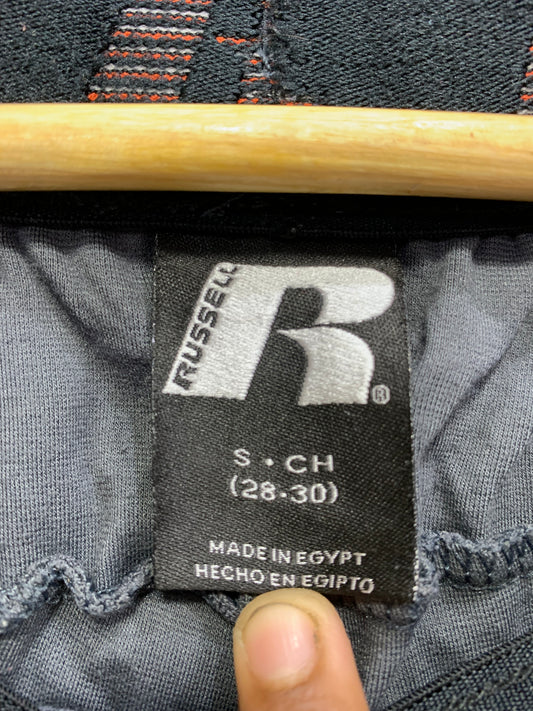 RUSSELL
R
®
S • CH
(28-30)
MADE IN EGYPT
HECHO EN EGIPTO